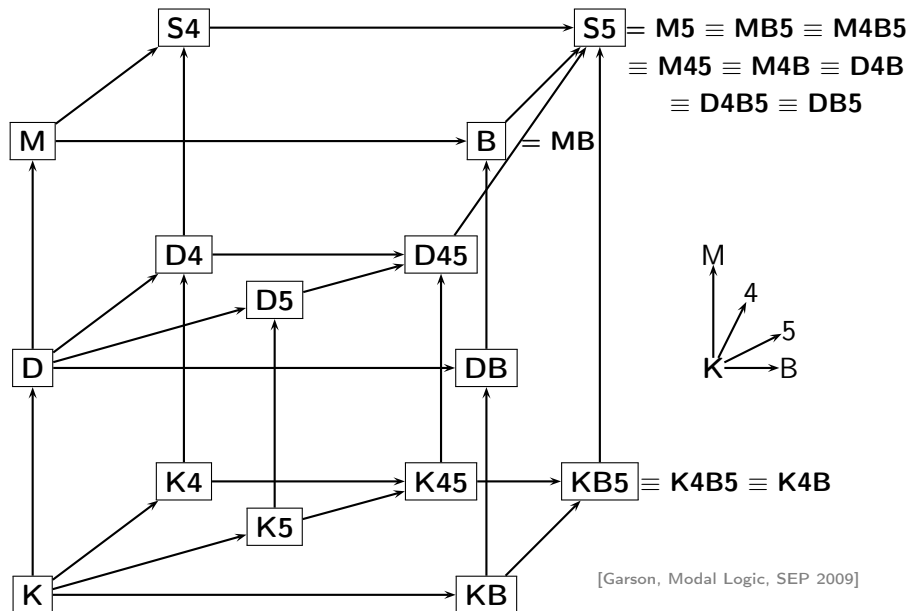 S4 S5 = M5 ≡ MB5 ≡ M4B5
≡ M45 ≡ M4B ≡ D4B
≡ D4B5 ≡ DB5
M B = MB
D4 D45 M
D5 4
5
D DB K B
K4 K45 KB5 ≡ K4B5 ≡ K4B
K5
K KB [Garson, Modal Logic, SEP 2009]